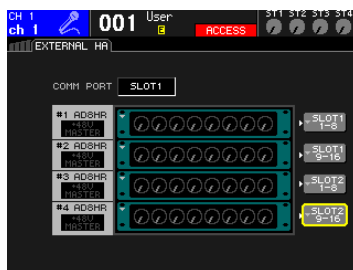 CH 1
ch 1
001
User
E
ACCESS
ST1 ST2 ST3 ST4
EXTERNAL HA
COMM PORT
SLOT1
#1 AD8HR
+48V
MASTER
SLOT1
1-8
#2 AD8HR
+48V
MASTER
SLOT1
9-16
#3 AD8HR
+48V
MASTER
SLOT2
1-8
#4 AD8HR
+48V
MASTER
SLOT2
9-16